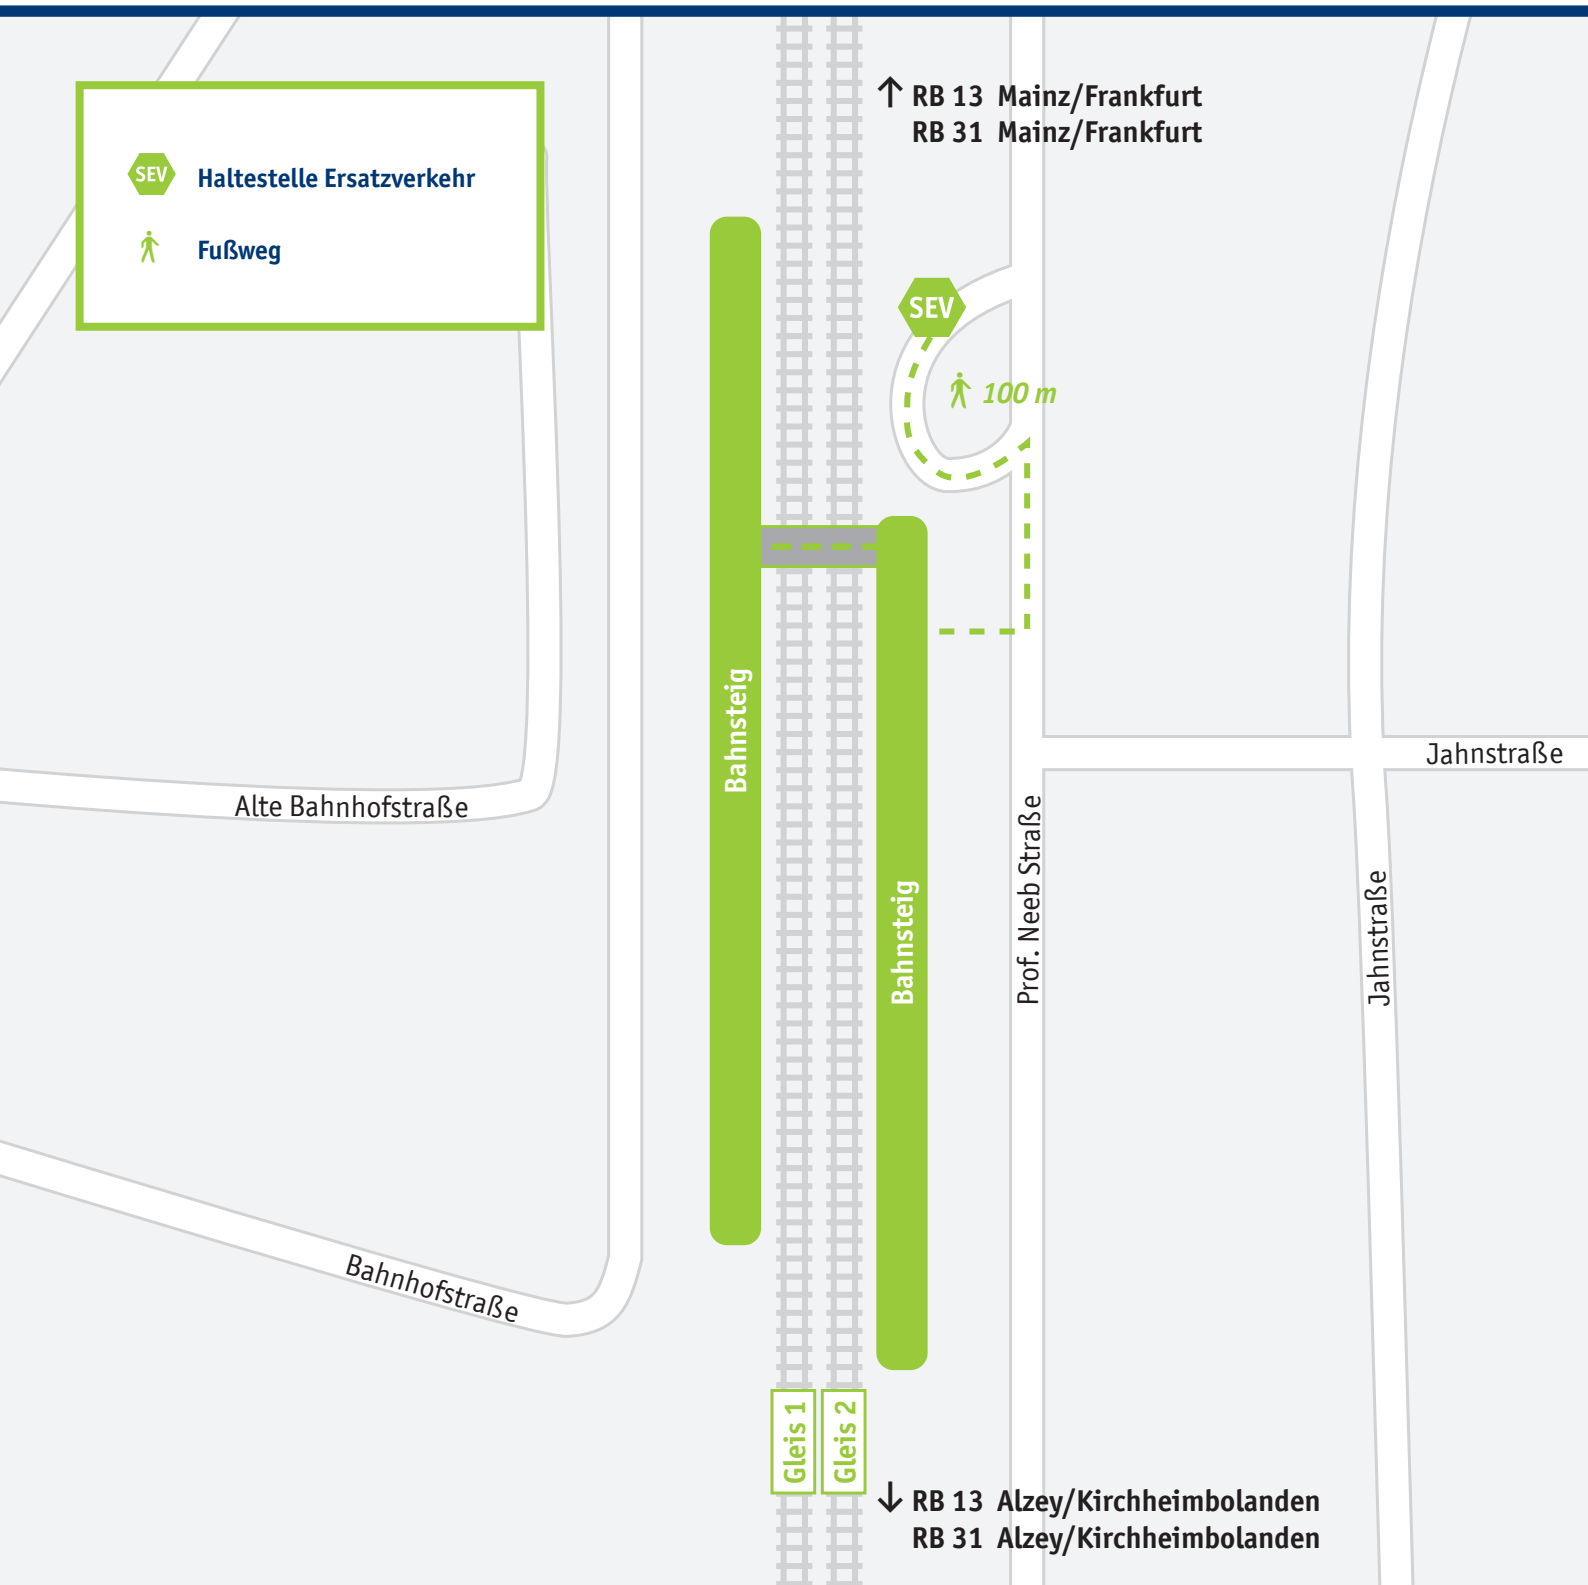 RB 13 Mainz/Frankfurt
RB 31 Mainz/Frankfurt
SEV Haltestelle Ersatzverkehr
Fußweg
SEV
100 m
Bahnsteig
Bahnsteig
Jahnstraße
Alte Bahnhofstraße
Prof. Neeb Straße
Jahnstraße
Bahnhofstraße
Gleis 1
Gleis 2
RB 13 Alzey/Kirchheimbolanden
RB 31 Alzey/Kirchheimbolanden